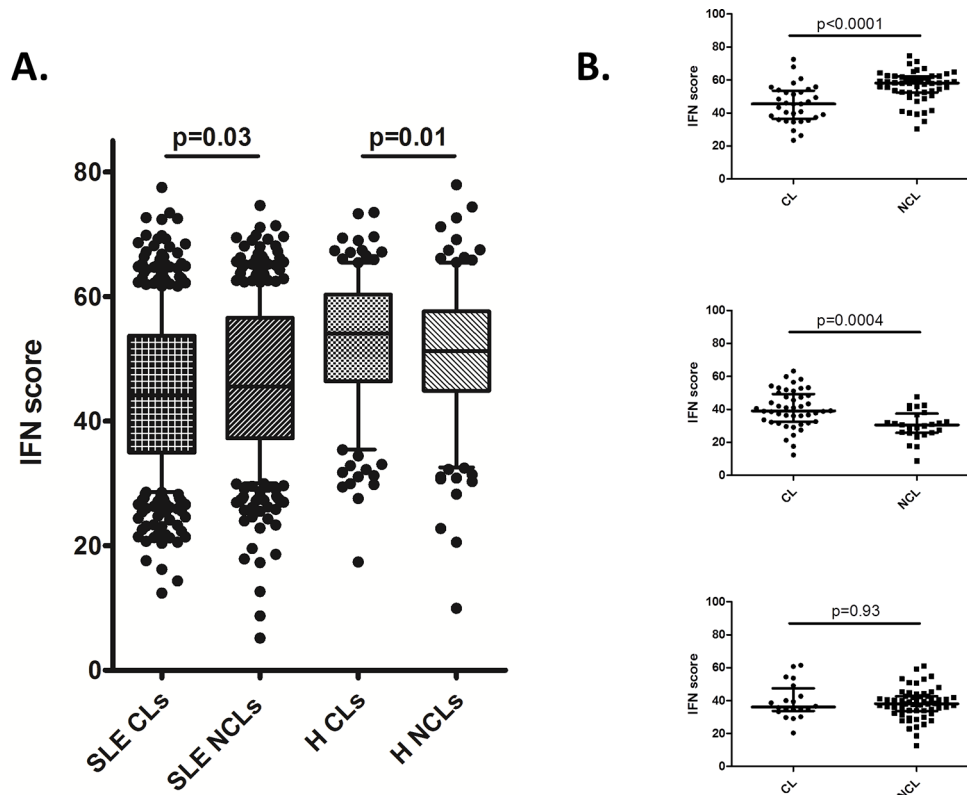 A.
p=0.03
p=0.01
IFN score
80
60
40
20
0
SLE CLs
SLE NCLs
H CLs
H NCLs
B.
p<0.0001
IFN score
100
80
60
40
20
0
CL
NCL
p=0.0004
IFN score
100
80
60
40
20
0
CL
NCL
p=0.93
IFN score
100
80
60
40
20
0
CL
NCL